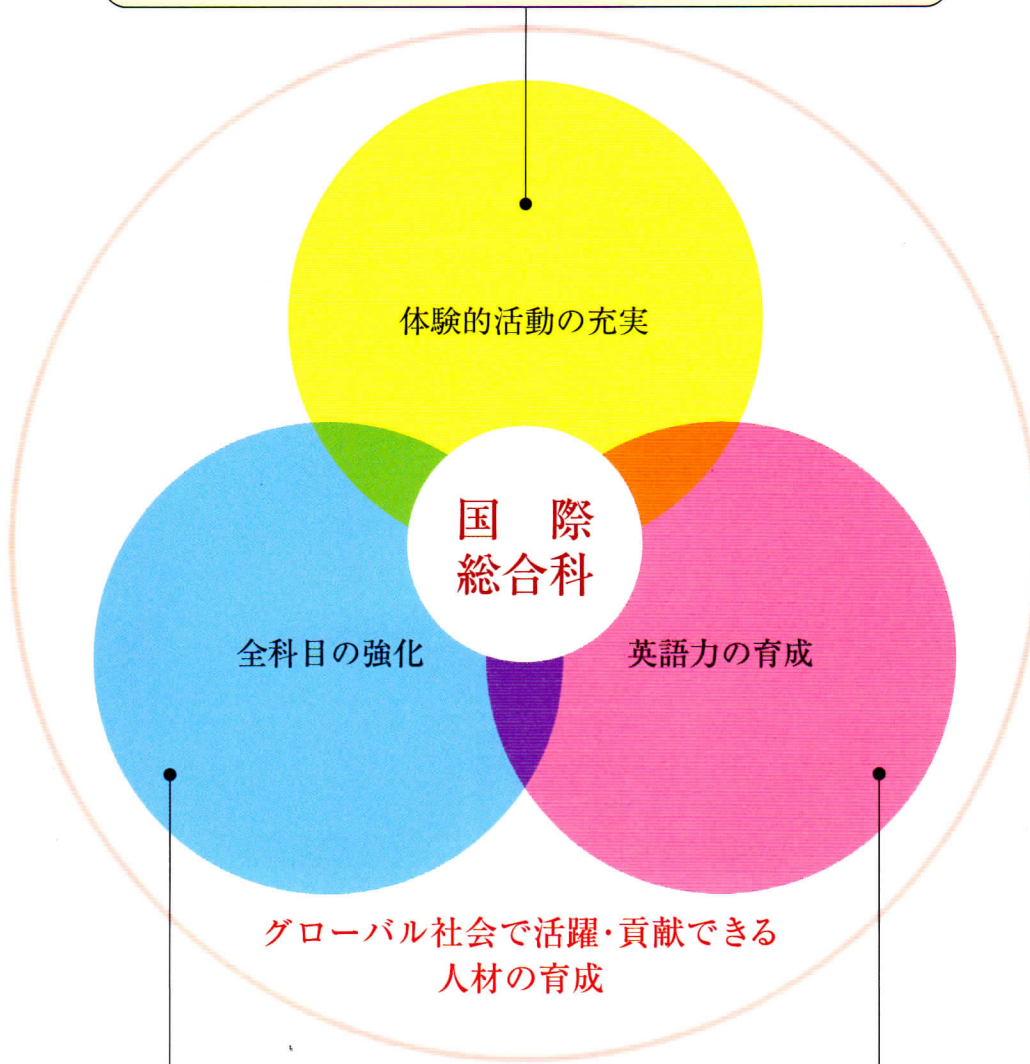 体験的活動の充実
国　際
総合科
全科目の強化
英語力の育成
グローバル社会で活躍・貢献できる
人材の育成